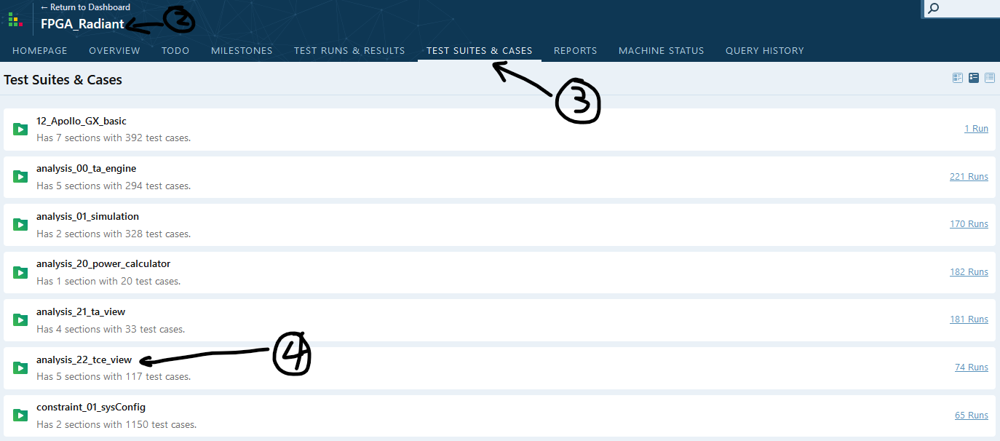 ← Return to Dashboard
FPGA_Radiant
2
HOMEPAGE OVERVIEW TODO MILESTONES TEST RUNS & RESULTS TEST SUITES & CASES REPORTS MACHINE STATUS QUERY HISTORY
Test Suites & Cases
3
12_Apollo_GX_basic
Has 7 sections with 392 test cases.
1 Run
analysis_00_ta_engine
Has 5 sections with 294 test cases.
221 Runs
analysis_01_simulation
Has 2 sections with 328 test cases.
170 Runs
analysis_20_power_calculator
Has 1 section with 20 test cases.
182 Runs
analysis_21_ta_view
Has 4 sections with 33 test cases.
181 Runs
analysis_22_tce_view
4
Has 5 sections with 117 test cases.
74 Runs
constraint_01_sysConfig
Has 2 sections with 1150 test cases.
65 Runs